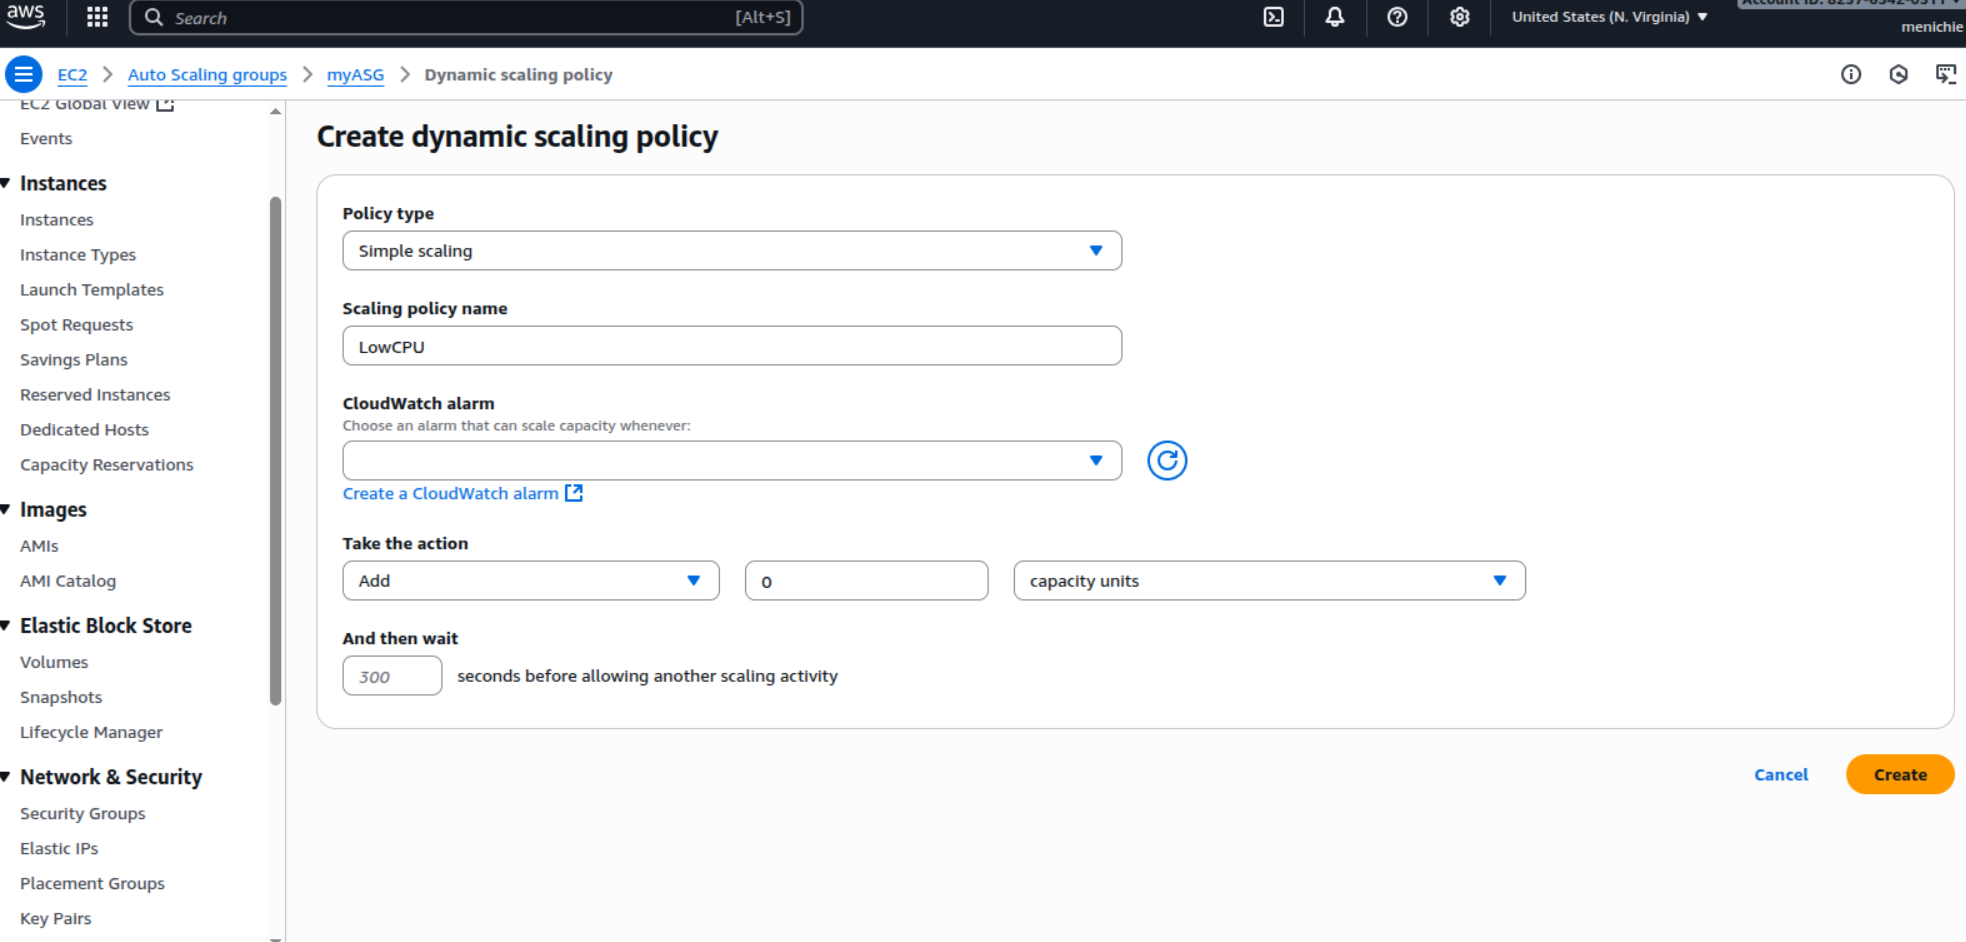 aws
Search [Alt+S]
United States (N. Virginia)
menichie
EC2 > Auto Scaling groups > myASG > Dynamic scaling policy
EC2 Global View
Events
Instances
Instances
Instance Types
Launch Templates
Spot Requests
Savings Plans
Reserved Instances
Dedicated Hosts
Capacity Reservations
Images
AMIs
AMI Catalog
Elastic Block Store
Volumes
Snapshots
Lifecycle Manager
Network & Security
Security Groups
Elastic IPs
Placement Groups
Key Pairs
Create dynamic scaling policy
Policy type
Simple scaling
Scaling policy name
LowCPU
CloudWatch alarm
Choose an alarm that can scale capacity whenever:
Create a CloudWatch alarm
Take the action
Add 0 capacity units
And then wait
300 seconds before allowing another scaling activity
Cancel Create